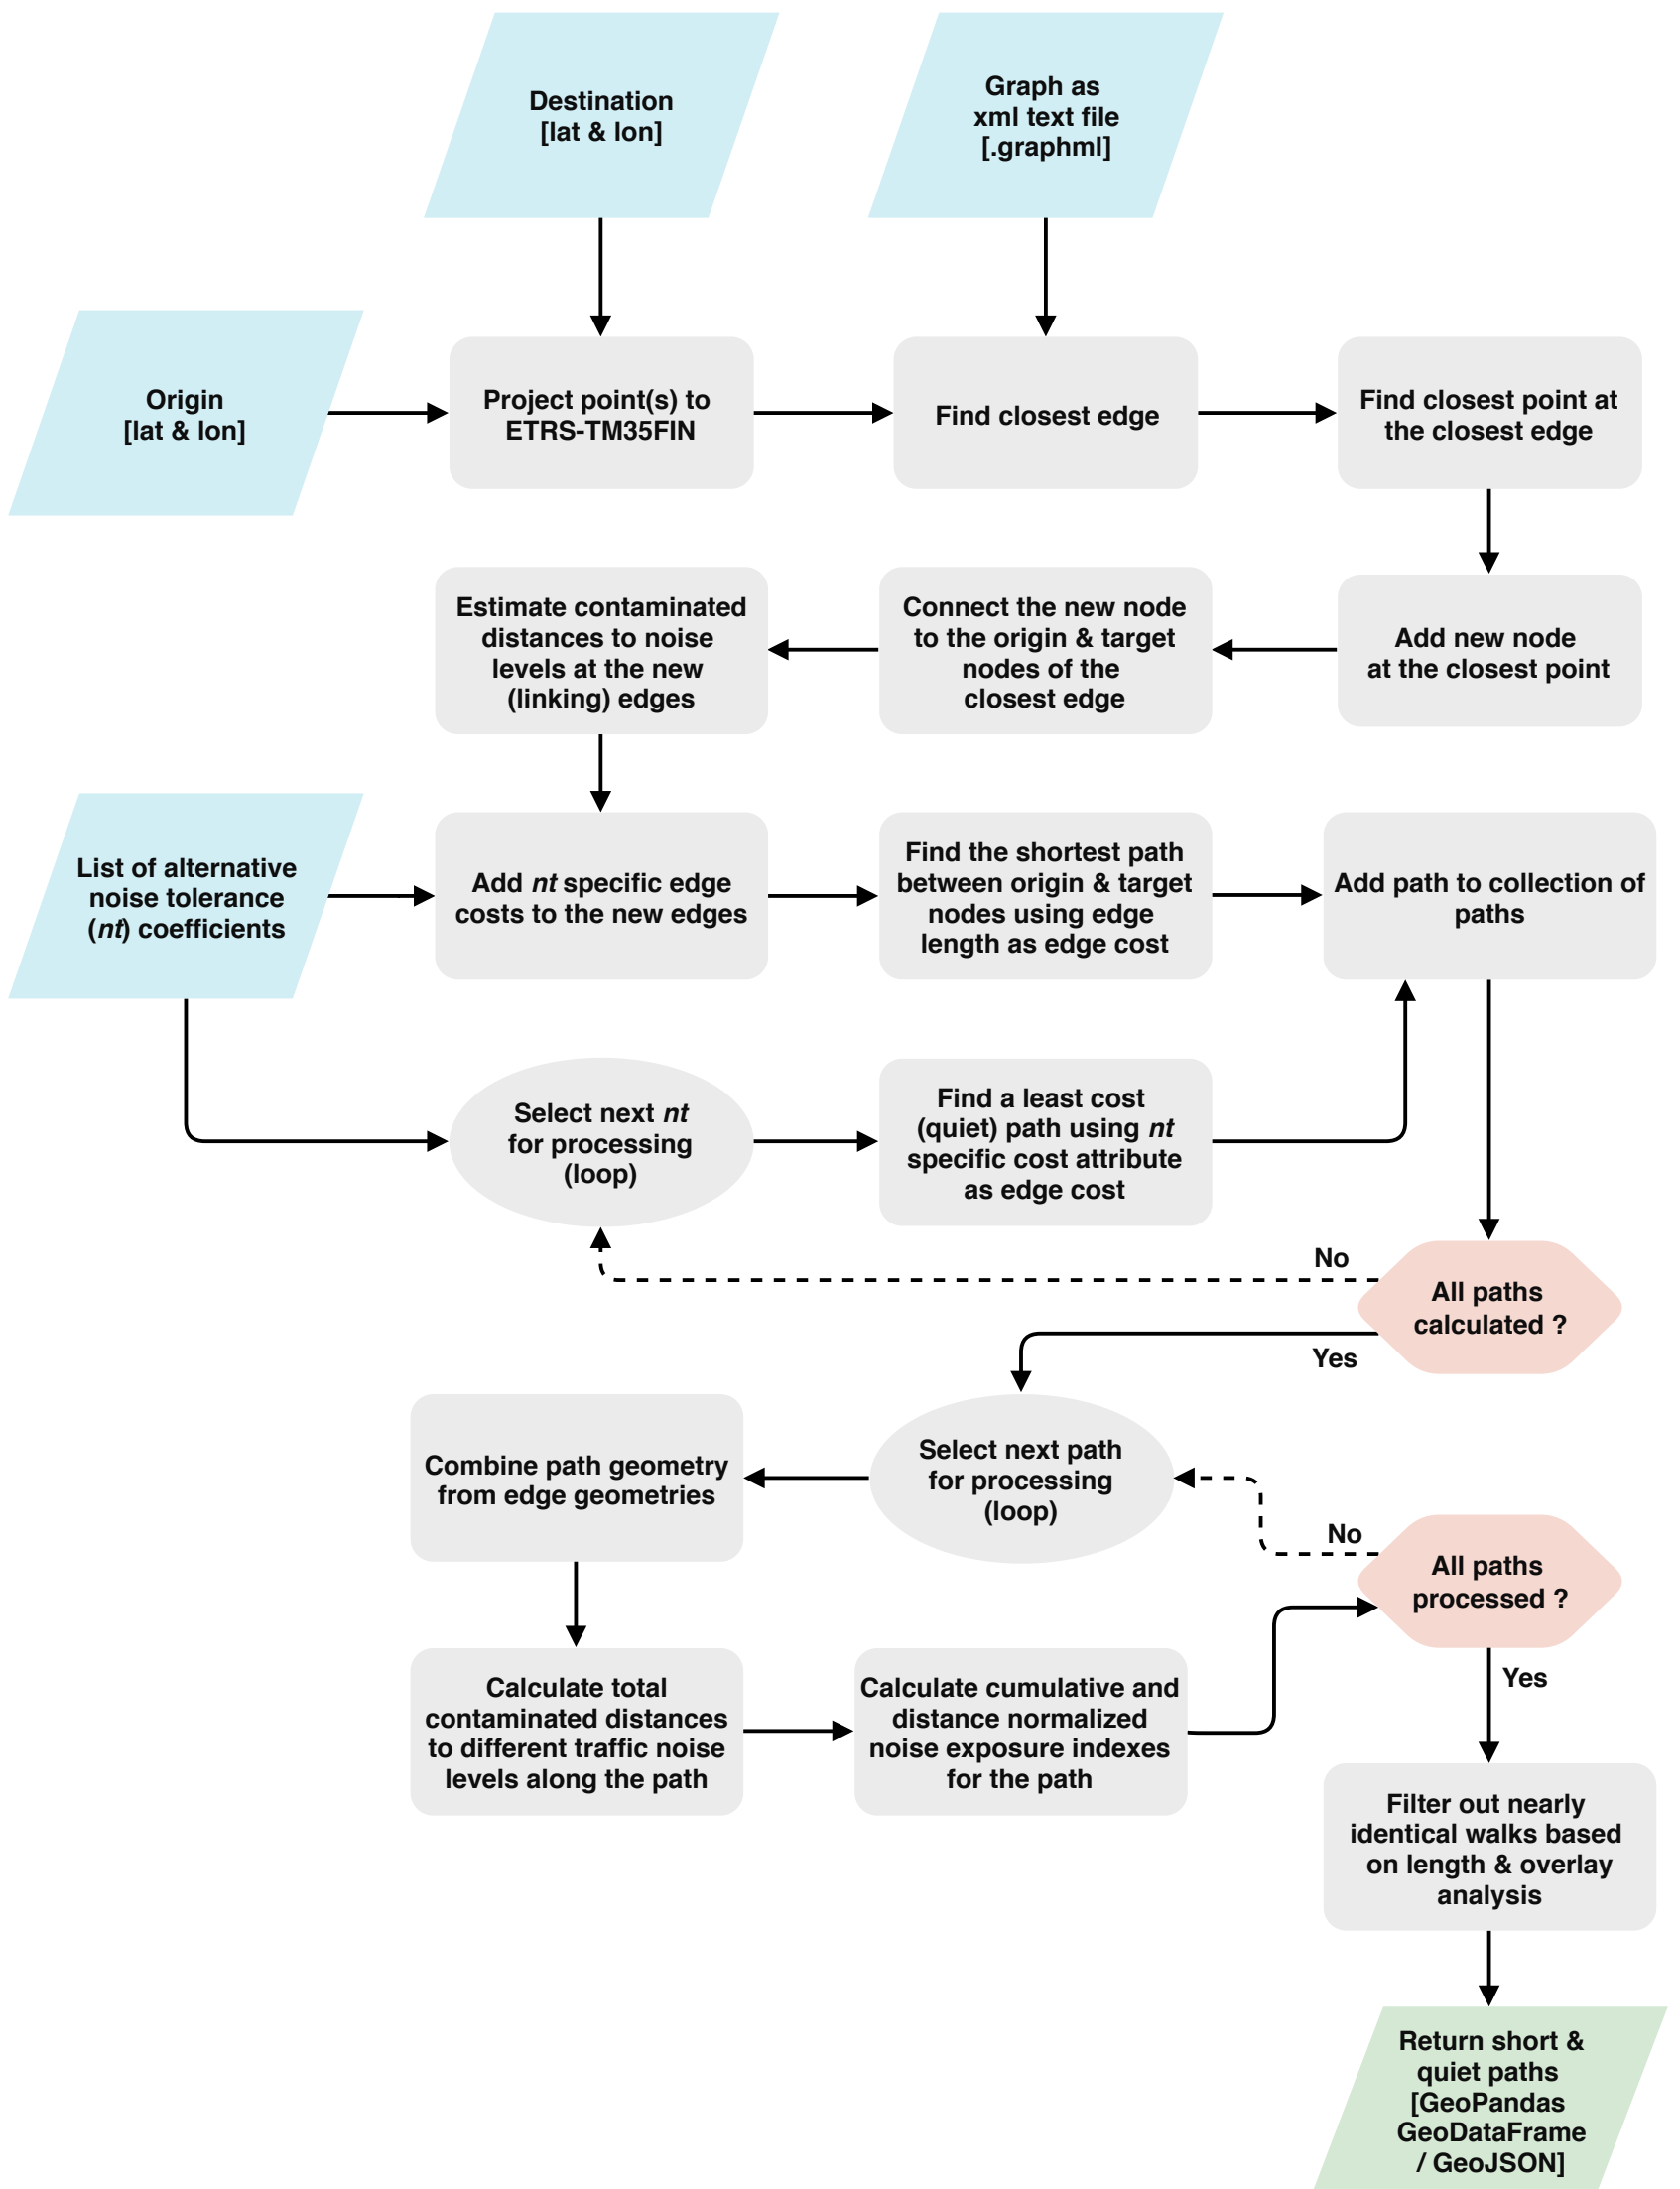 Destination
[lat & lon]
Graph as
xml text file
[.graphml]
Origin
[lat & lon]
Project point(s) to
ETRS-TM35FIN
Find closest edge
Find closest point at
the closest edge
Estimate contaminated
distances to noise
levels at the new
(linking) edges
Connect the new node
to the origin & target
nodes of the
closest edge
Add new node
at the closest point
List of alternative
noise tolerance
(nt) coefficients
Add nt specific edge
costs to the new edges
Find the shortest path
between origin & target
nodes using edge
length as edge cost
Add path to collection of
paths
Select next nt
for processing
(loop)
Find a least cost
(quiet) path using nt
specific cost attribute
as edge cost
No
All paths
calculated ?
Yes
Combine path geometry
from edge geometries
Select next path
for processing
(loop)
No
All paths
processed ?
Yes
Calculate total
contaminated distances
to different traffic noise
levels along the path
Calculate cumulative and
distance normalized
noise exposure indexes
for the path
Filter out nearly
identical walks based
on length & overlay
analysis
Return short &
quiet paths
[GeoPandas
GeoDataFrame
/ GeoJSON]